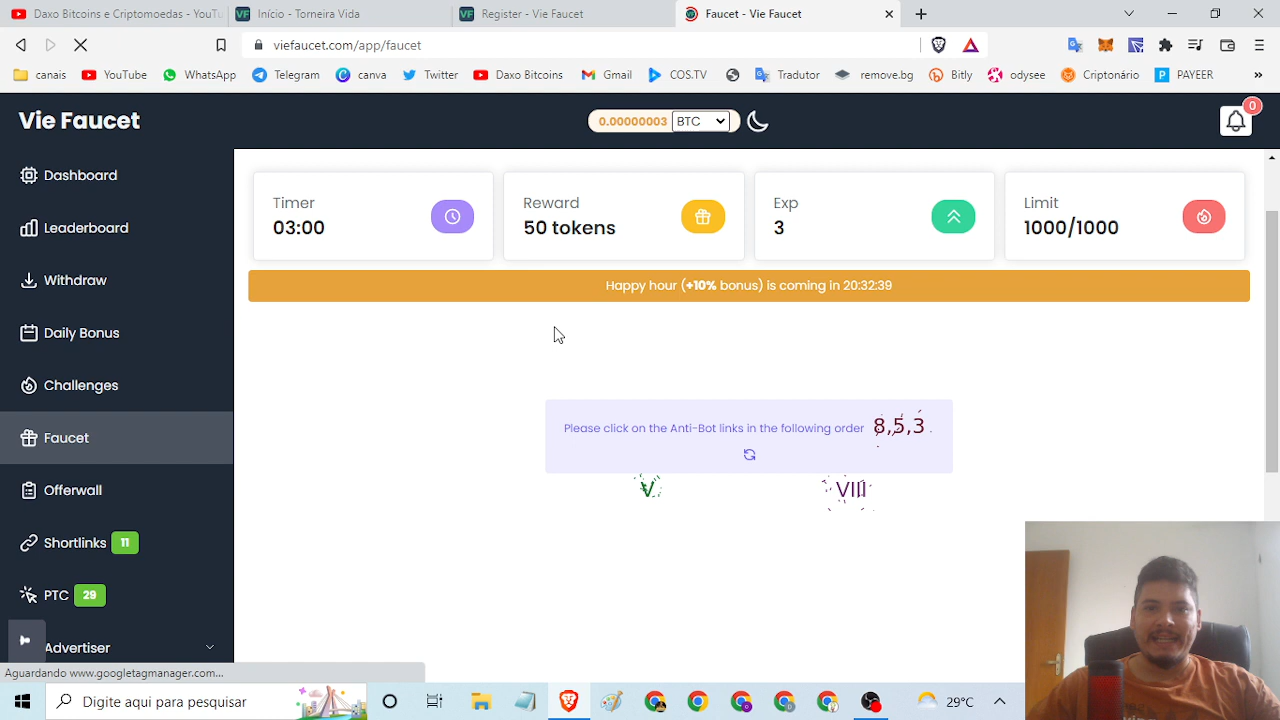 YouTube Bitcoins e Criptomoedas - YouTu
VF Início - Torneira Vida
VF Register - Vie Faucet
Faucet - Vie Faucet
viefaucet.com/app/faucet
canais YouTube WhatsApp Telegram canva Twitter Daxo Bitcoins Gmail COS.TV Tradutor remove.bg Bitly odysee Criptonário PAYEER »
Vie Faucet
0.00000003 BTC
0
Dashboard
Leaderboard
Withdraw
Daily Bonus
Challenges
Faucet
Offerwall
Shortlinks 11
PTC 29
Advertiser
Timer
03:00
Reward
50 tokens
Exp
3
Limit
1000/1000
Happy hour (+10% bonus) is coming in 20:32:39
Please click on the Anti-Bot links in the following order 8,5,3 .
V VIII
Aguardando www.googletagmanager.com...
Digite aqui para pesquisar
29°C